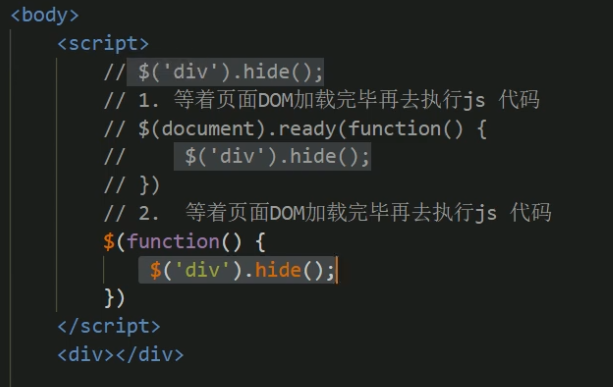 <body>
<script>
// $('div').hide();
// 1. 等着页面DOM加载完毕再去执行js 代码
// $(document).ready(function() {
//     $('div').hide();
// })
// 2.  等着页面DOM加载完毕再去执行js 代码
$(function() {
$('div').hide();
})
</script>
<div></div>